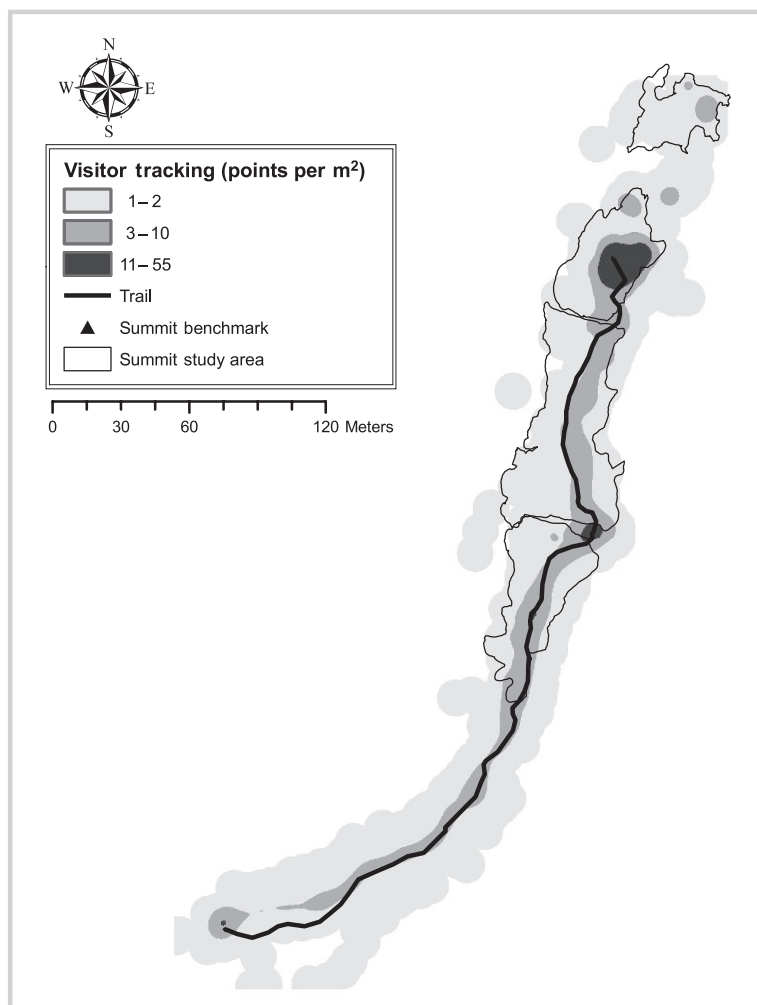 N
W E
S
Visitor tracking (points per m²)
1–2
3–10
11–55
Trail
Summit benchmark
Summit study area
0 30 60 120 Meters